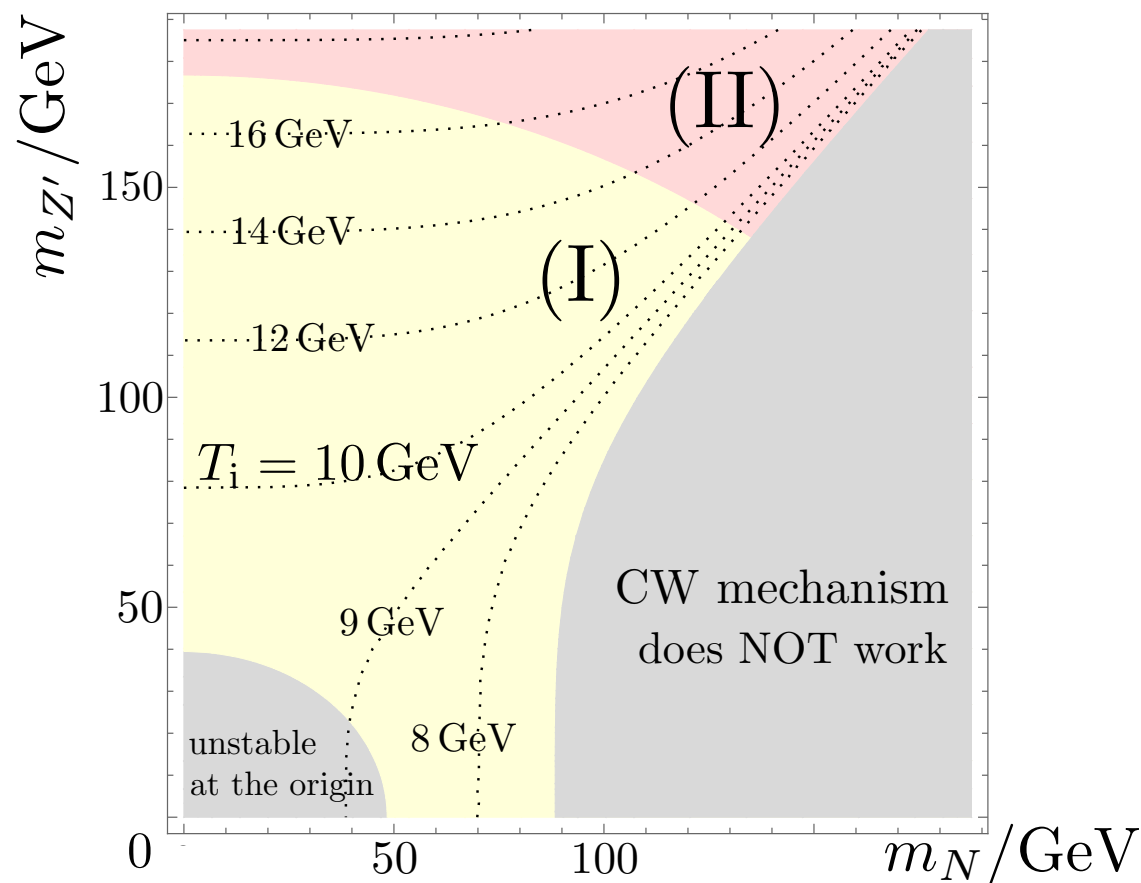 m_{Z'}/GeV
(II)
16 GeV
150
14 GeV
(I)
12 GeV
100
T_i = 10 GeV
CW mechanism
50
9 GeV
does NOT work
unstable
8 GeV
at the origin
0
50
100
m_N/GeV